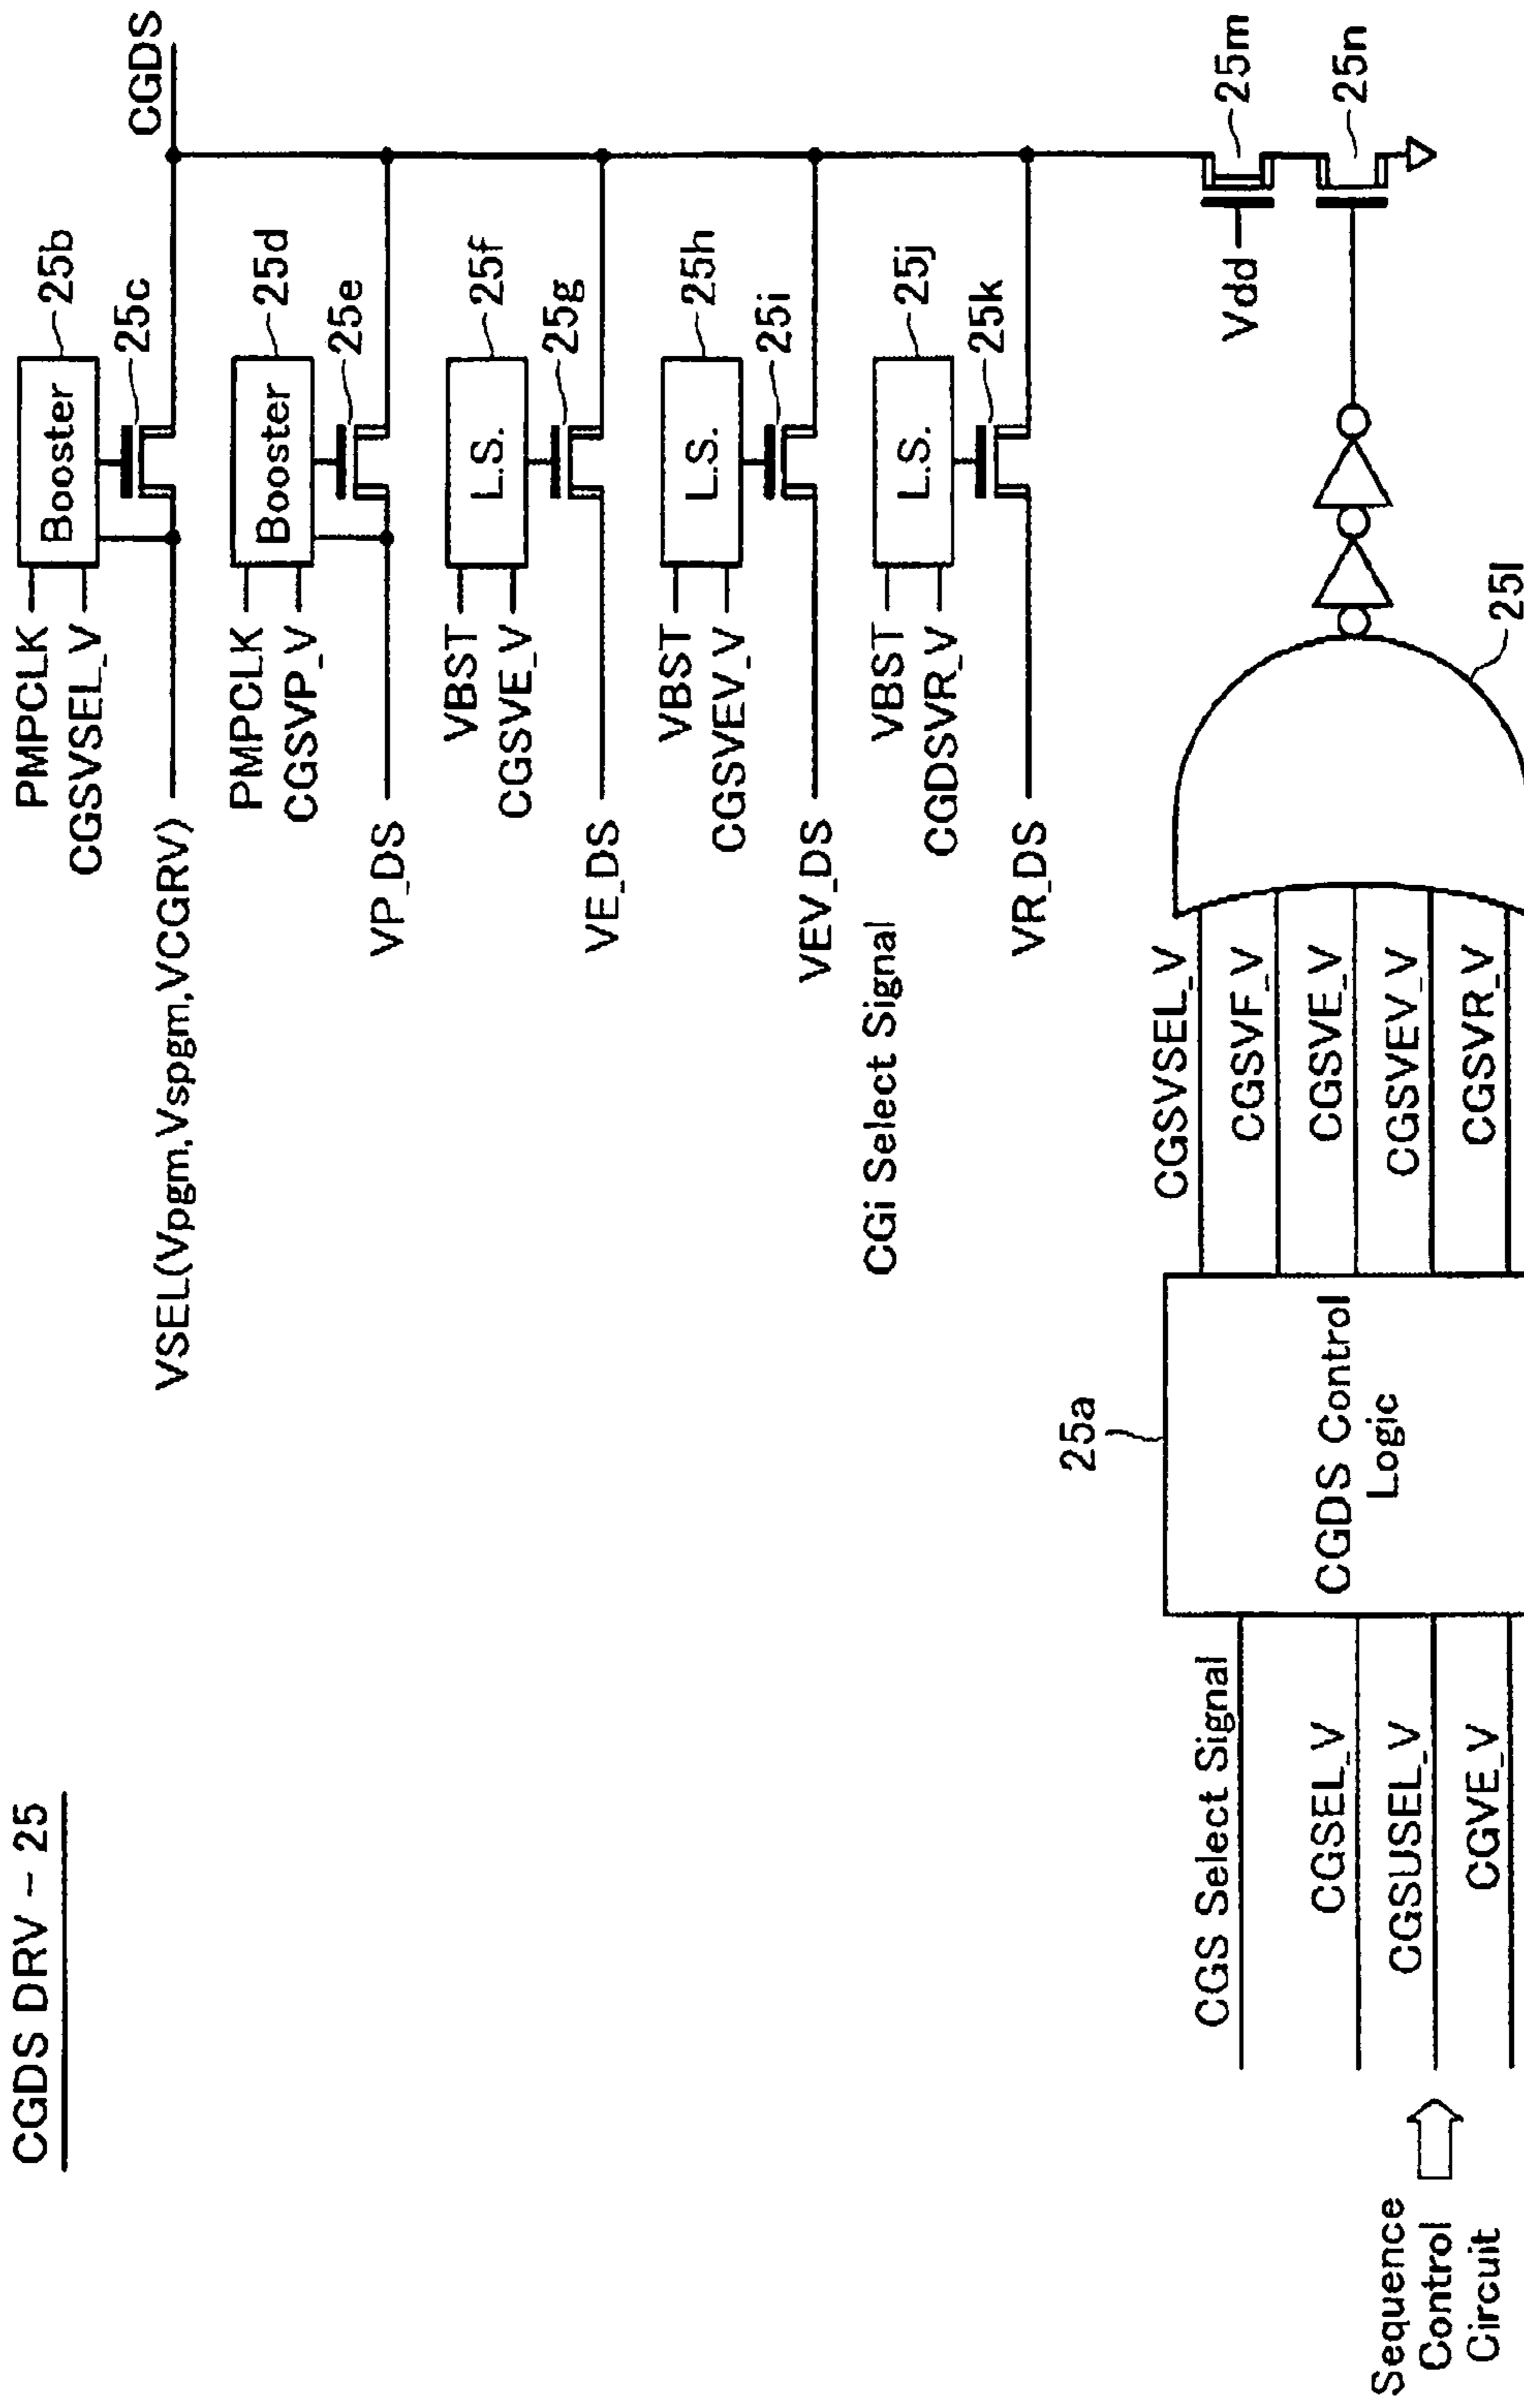 CGDS DRV – 25
PMPCLK
CGSVSEL_V
Booster
25b
25c
CGDS
VSEL(Vpgm,Vspgm,VCGRV)
PMPCLK
CGSVP_V
Booster
25d
25e
VP_DS
VBST
CGSVE_V
L.S.
25f
25g
VE_DS
VBST
CGSVEV_V
L.S.
25h
25i
VEV_DS
CGi Select Signal
VBST
CGDSVR_V
L.S.
25j
25k
VR_DS
25a
CGS Select Signal
CGSEL_V
CGSUSEL_V
CGVE_V
Sequence
Control
Circuit
CGDS Control
Logic
CGSVSEL_V
CGSVF_V
CGSVE_V
CGSVEV_V
CGSVR_V
25l
Vdd
25m
25n